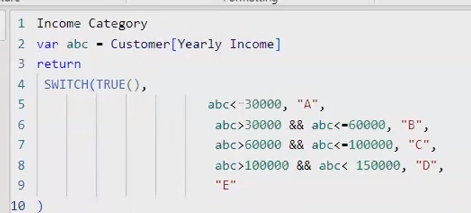 1 Income Category
2 var abc = Customer[Yearly Income]
3 return
4 SWITCH(TRUE(),
5 abc<=30000, "A",
6 abc>30000 && abc<=60000, "B",
7 abc>60000 && abc<=100000, "C",
8 abc>100000 && abc< 150000, "D",
9 "E"
10 )